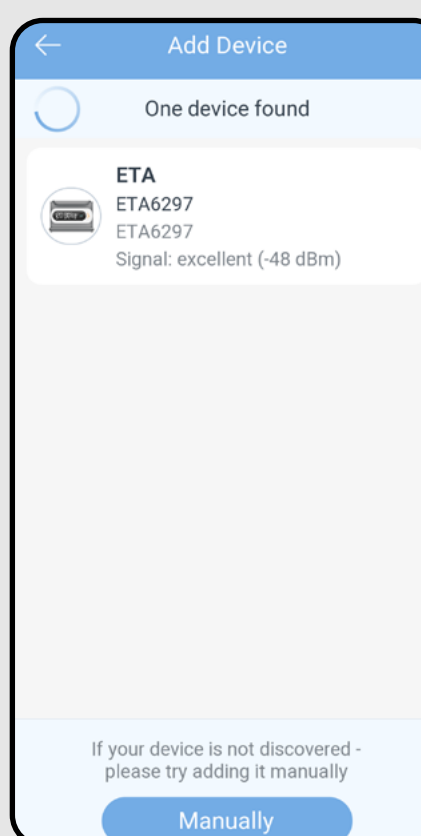 Add Device
One device found
ETA
ETA6297
ETA6297
Signal: excellent (-48 dBm)
If your device is not discovered -
please try adding it manually
Manually